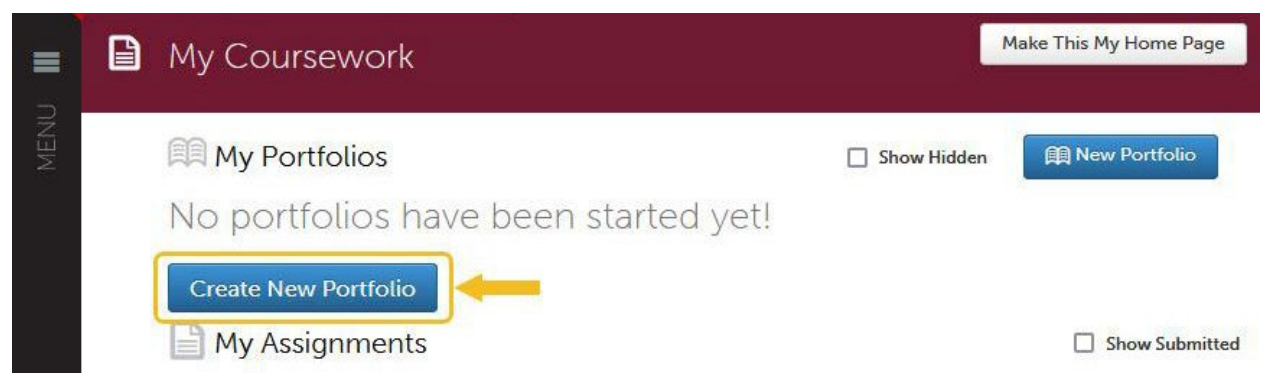 MENU
My Coursework
Make This My Home Page
My Portfolios
Show Hidden
New Portfolio
No portfolios have been started yet!
Create New Portfolio
My Assignments
Show Submitted